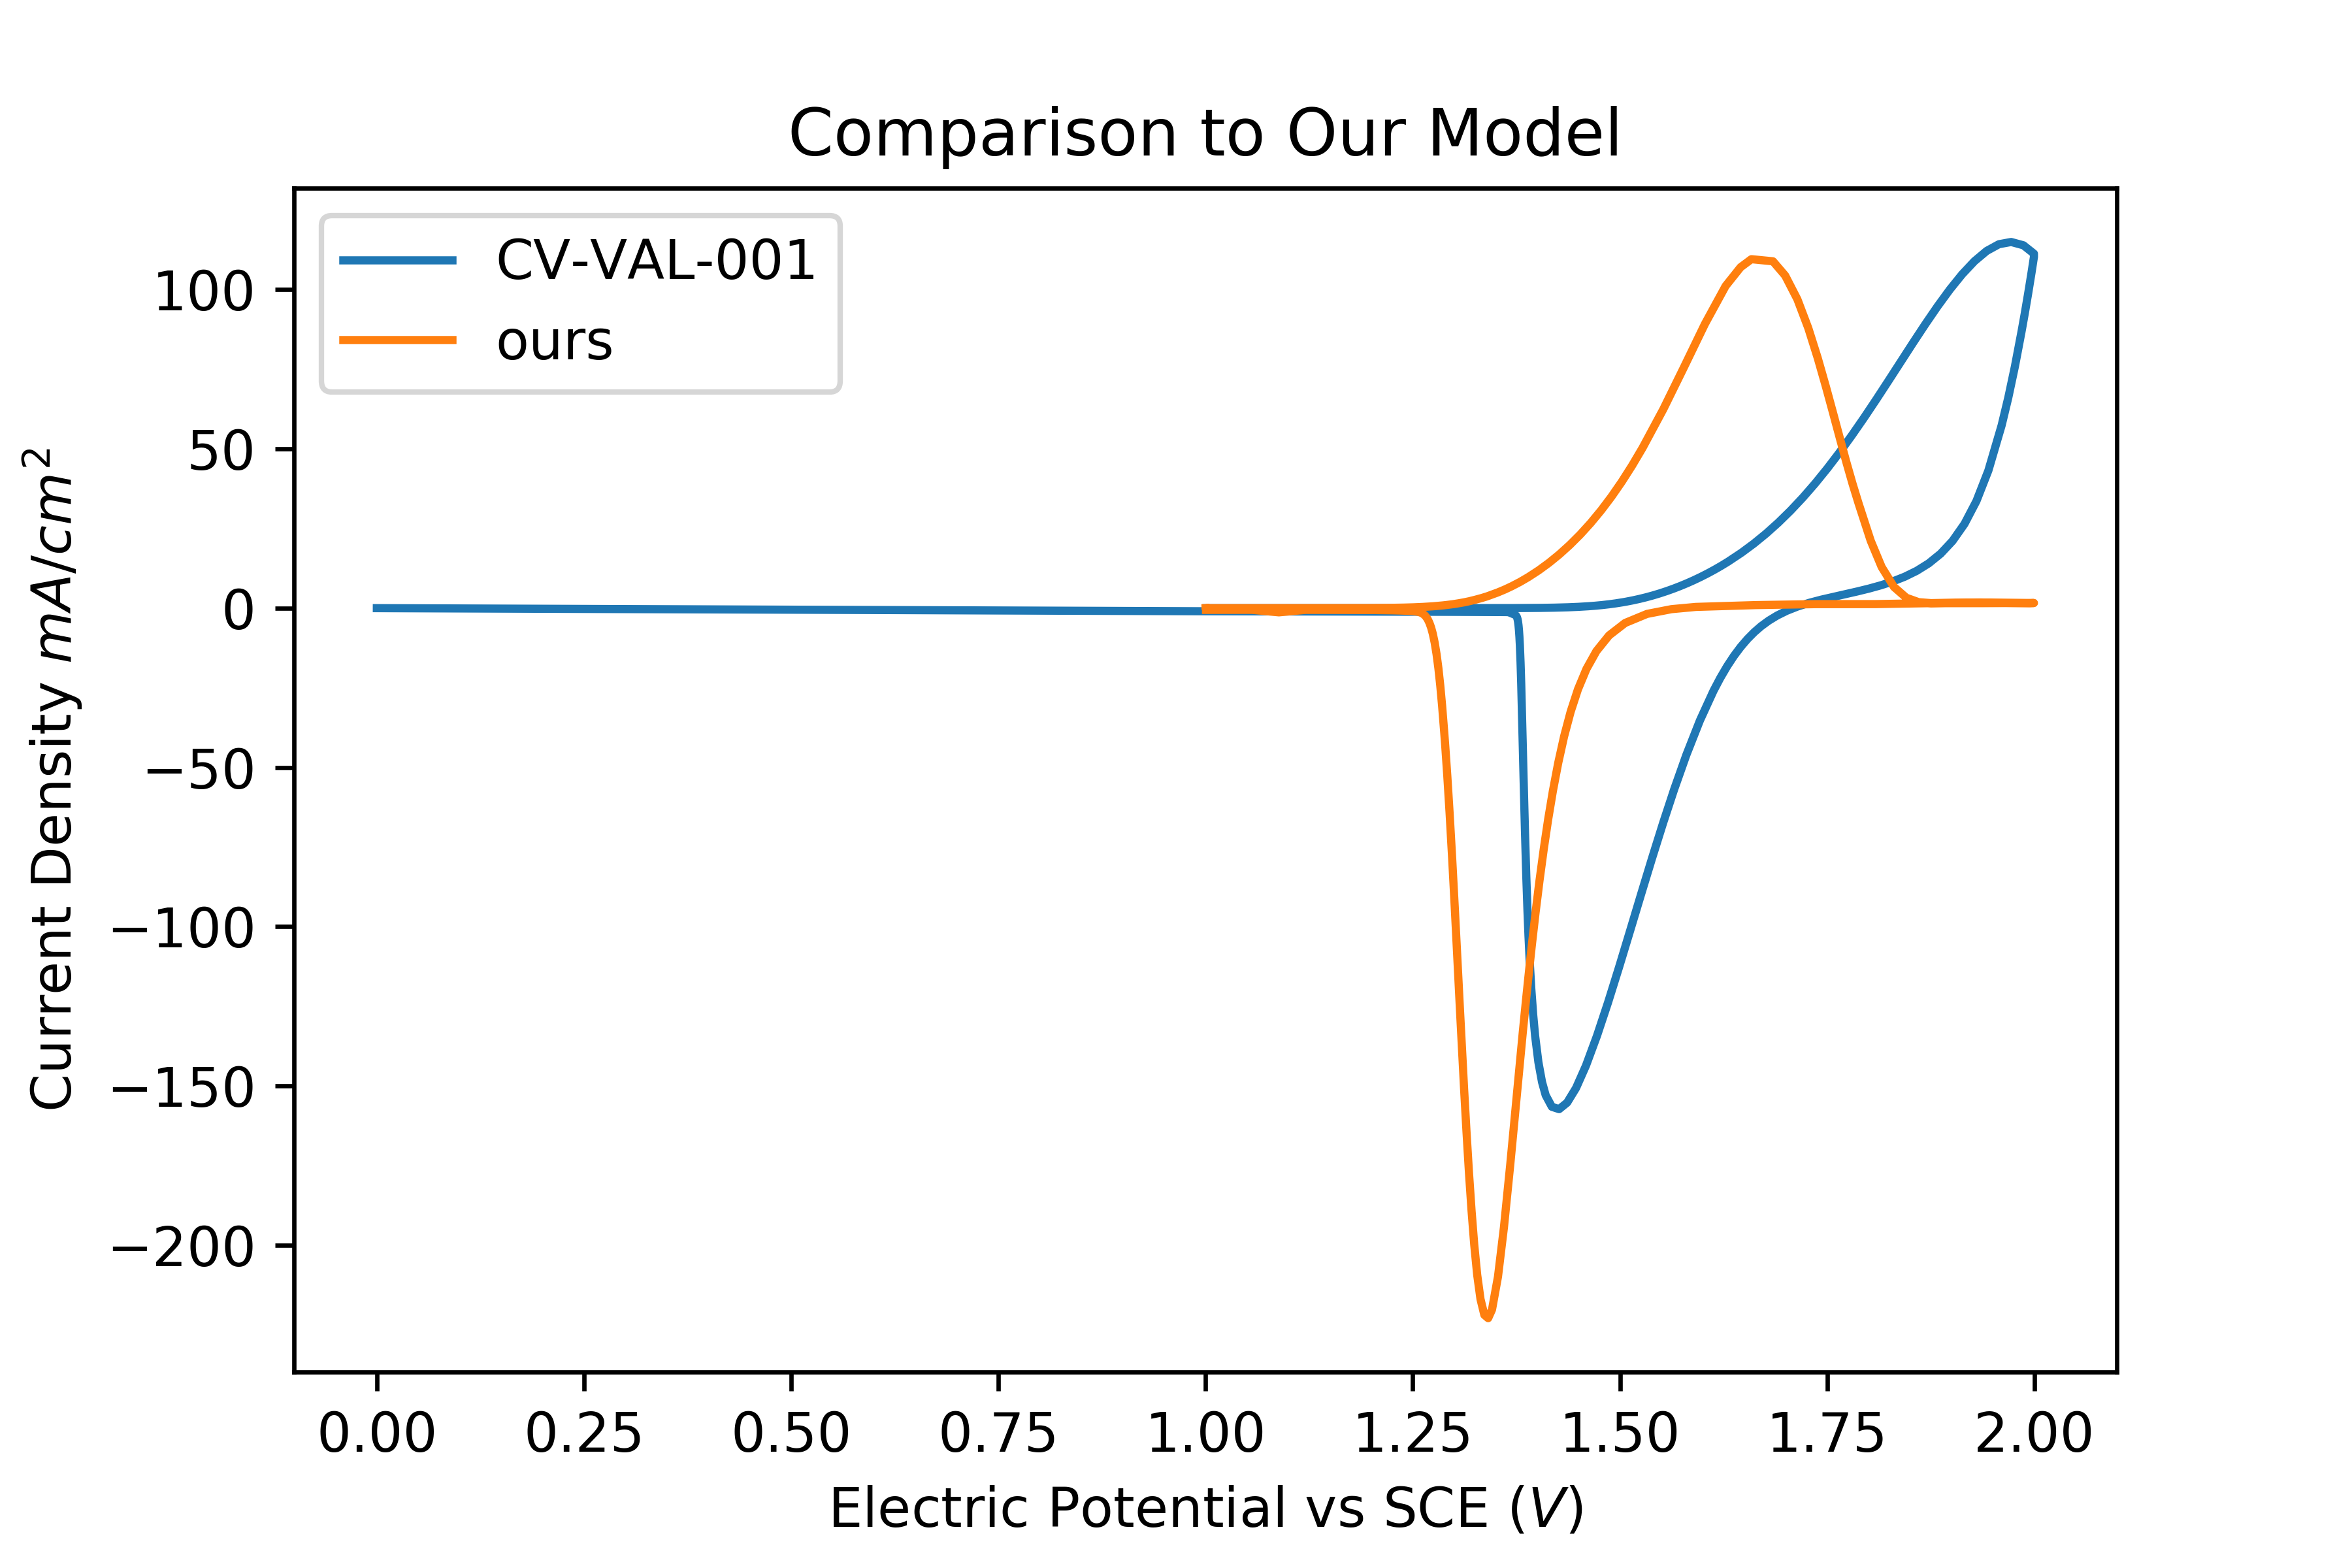 Comparison to Our Model
CV-VAL-001
ours
100
50
0
−50
−100
−150
−200
Current Density mA/cm²
0.00 0.25 0.50 0.75 1.00 1.25 1.50 1.75 2.00
Electric Potential vs SCE (V)